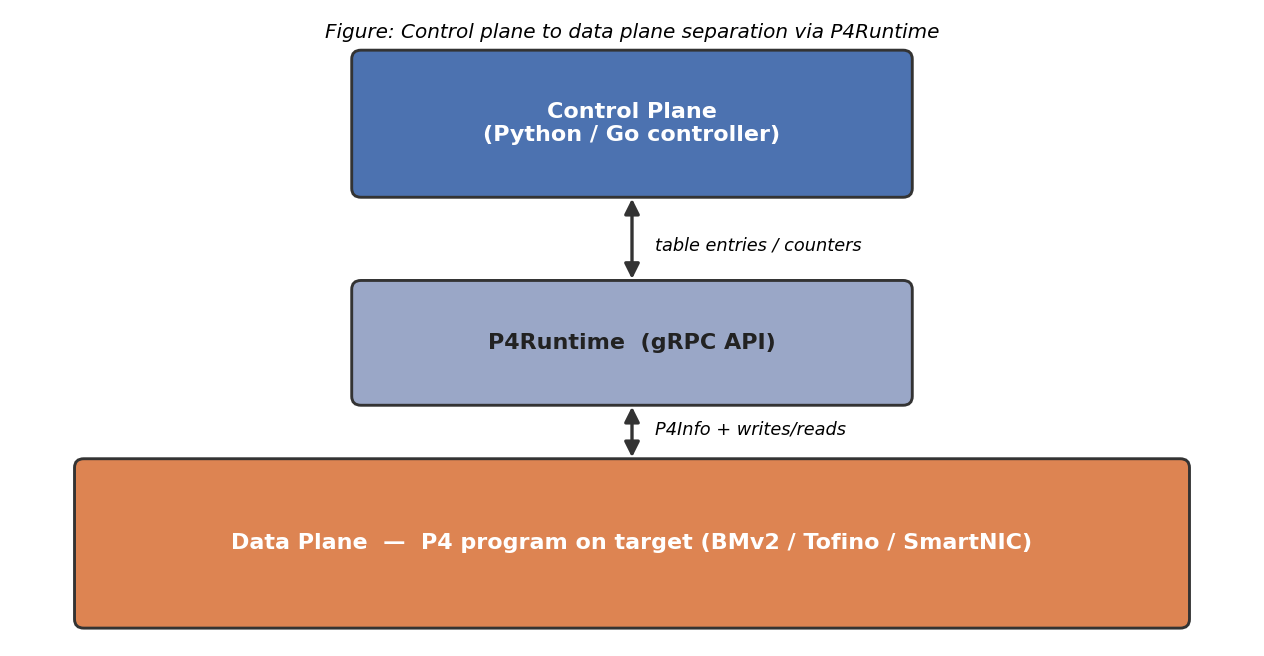 Figure: Control plane to data plane separation via P4Runtime
Control Plane
(Python / Go controller)
table entries / counters
P4Runtime  (gRPC API)
P4Info + writes/reads
Data Plane  —  P4 program on target (BMv2 / Tofino / SmartNIC)